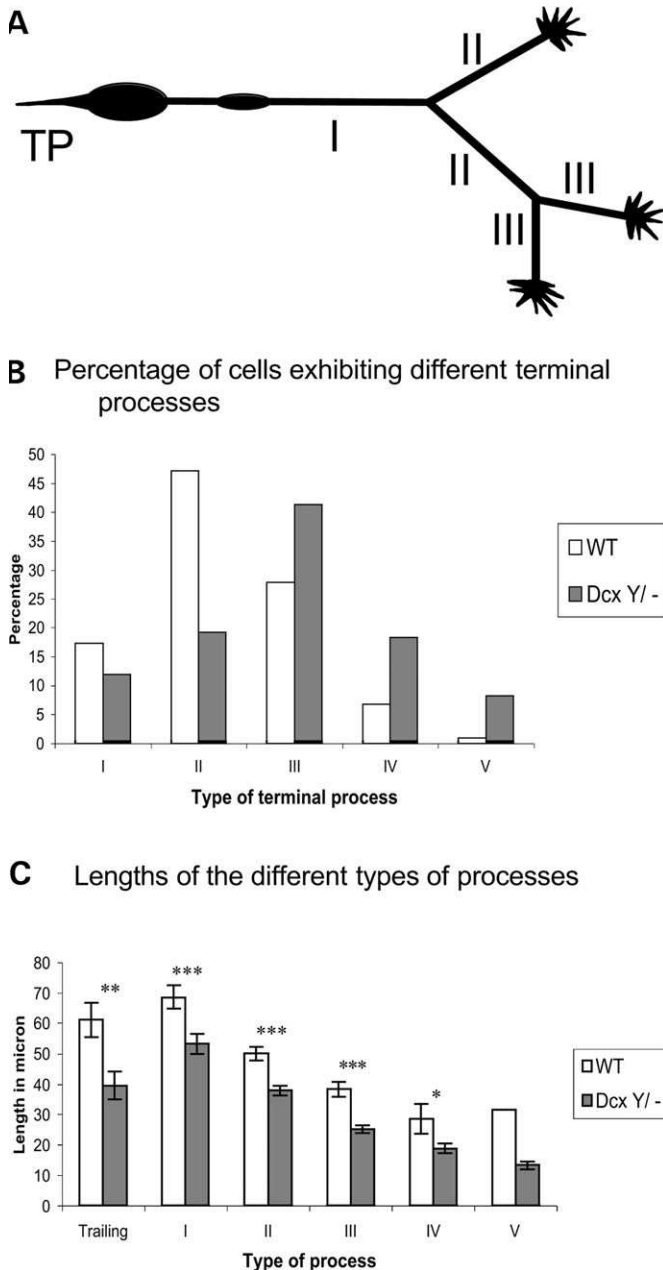 A
TP
I
II
II
III
III
B Percentage of cells exhibiting different terminal
processes
50
45
40
35
30
25
20
15
10
5
0
Percentage
I II III IV V
Type of terminal process
WT
Dcx Y/ -
C Lengths of the different types of processes
80
70
60
50
40
30
20
10
0
Length in micron
** *** *** *** *
Trailing I II III IV V
Type of process
WT
Dcx Y/ -